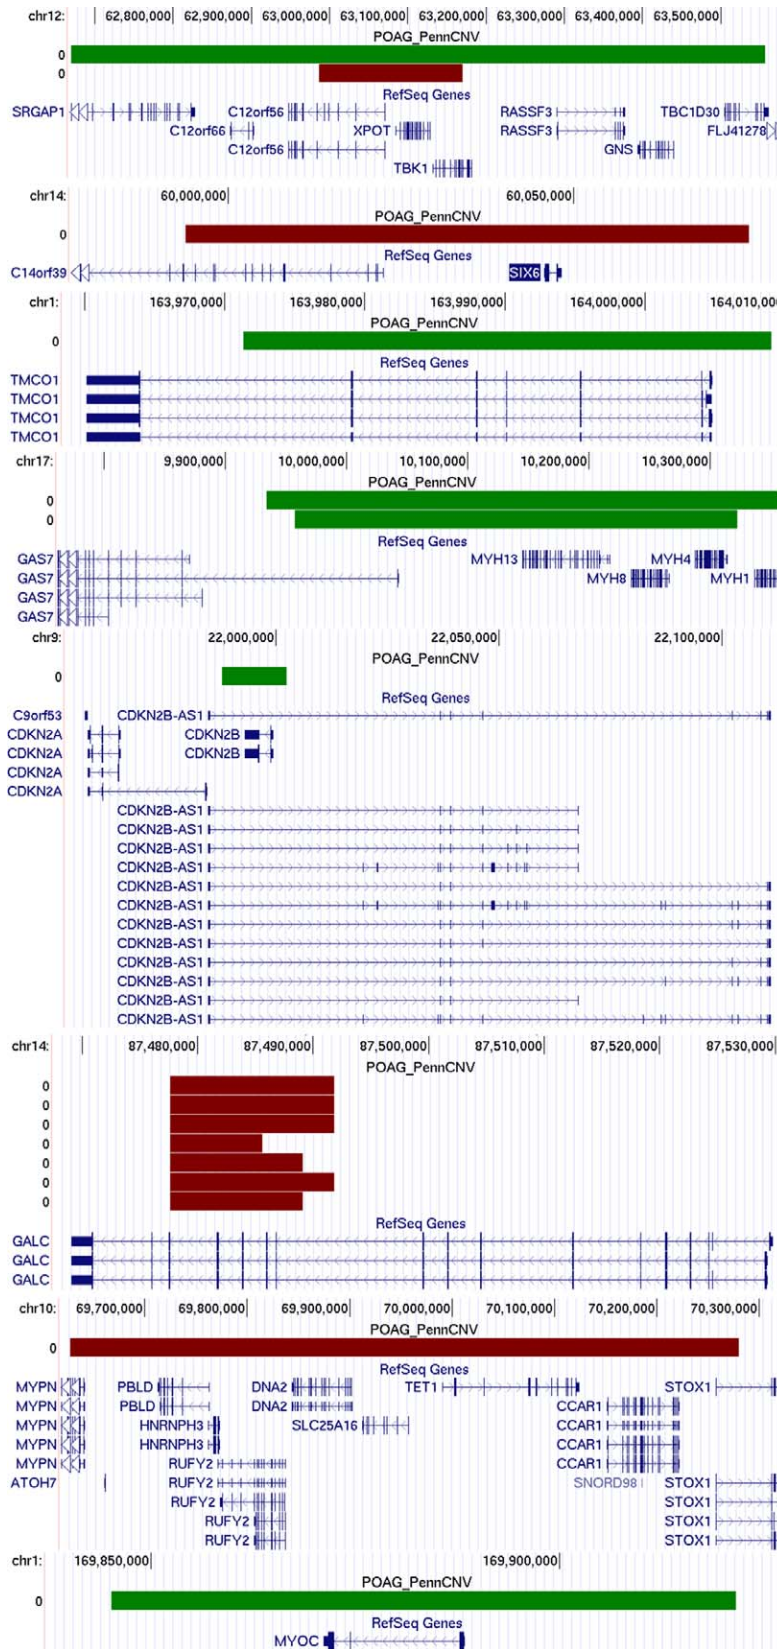 chr12: 62,800,000| 62,900,000| 63,000,000| 63,100,000| 63,200,000| 63,300,000| 63,400,000| 63,500,000|
POAG_PennCNV
0
0
RefSeq Genes
SRGAP1 C12orf56 RASSF3 TBC1D30
C12orf66 XPOT RASSF3 FLJ41278
C12orf56 GNS
TBK1
chr14: 60,000,000| 60,050,000|
POAG_PennCNV
0
RefSeq Genes
C14orf39 SIX6
chr1: 163,970,000| 163,980,000| 163,990,000| 164,000,000| 164,010,000
POAG_PennCNV
0
RefSeq Genes
TMCO1
TMCO1
TMCO1
TMCO1
chr17: 9,900,000| 10,000,000| 10,100,000| 10,200,000| 10,300,000|
POAG_PennCNV
0
0
RefSeq Genes
GAS7 MYH13 MYH4
GAS7 MYH8 MYH1
GAS7
GAS7
chr9: 22,000,000| 22,050,000| 22,100,000|
POAG_PennCNV
0
RefSeq Genes
C9orf53 CDKN2B-AS1
CDKN2A CDKN2B
CDKN2A CDKN2B
CDKN2A
CDKN2A
CDKN2B-AS1
CDKN2B-AS1
CDKN2B-AS1
CDKN2B-AS1
CDKN2B-AS1
CDKN2B-AS1
CDKN2B-AS1
CDKN2B-AS1
CDKN2B-AS1
CDKN2B-AS1
CDKN2B-AS1
CDKN2B-AS1
chr14: 87,480,000| 87,490,000| 87,500,000| 87,510,000| 87,520,000| 87,530,000|
POAG_PennCNV
0
0
0
0
0
0
0
RefSeq Genes
GALC
GALC
GALC
chr10: 69,700,000| 69,800,000| 69,900,000| 70,000,000| 70,100,000| 70,200,000| 70,300,000|
POAG_PennCNV
0
RefSeq Genes
MYPN PBLD DNA2 TET1 STOX1
MYPN PBLD DNA2 CCAR1
MYPN HNRNPH3 SLC25A16 CCAR1
MYPN HNRNPH3 CCAR1
MYPN RUFY2 CCAR1
ATOH7 RUFY2 SNORD98 STOX1
RUFY2 STOX1
RUFY2 STOX1
RUFY2 STOX1
chr1: 169,850,000| 169,900,000|
POAG_PennCNV
0
RefSeq Genes
MYOC